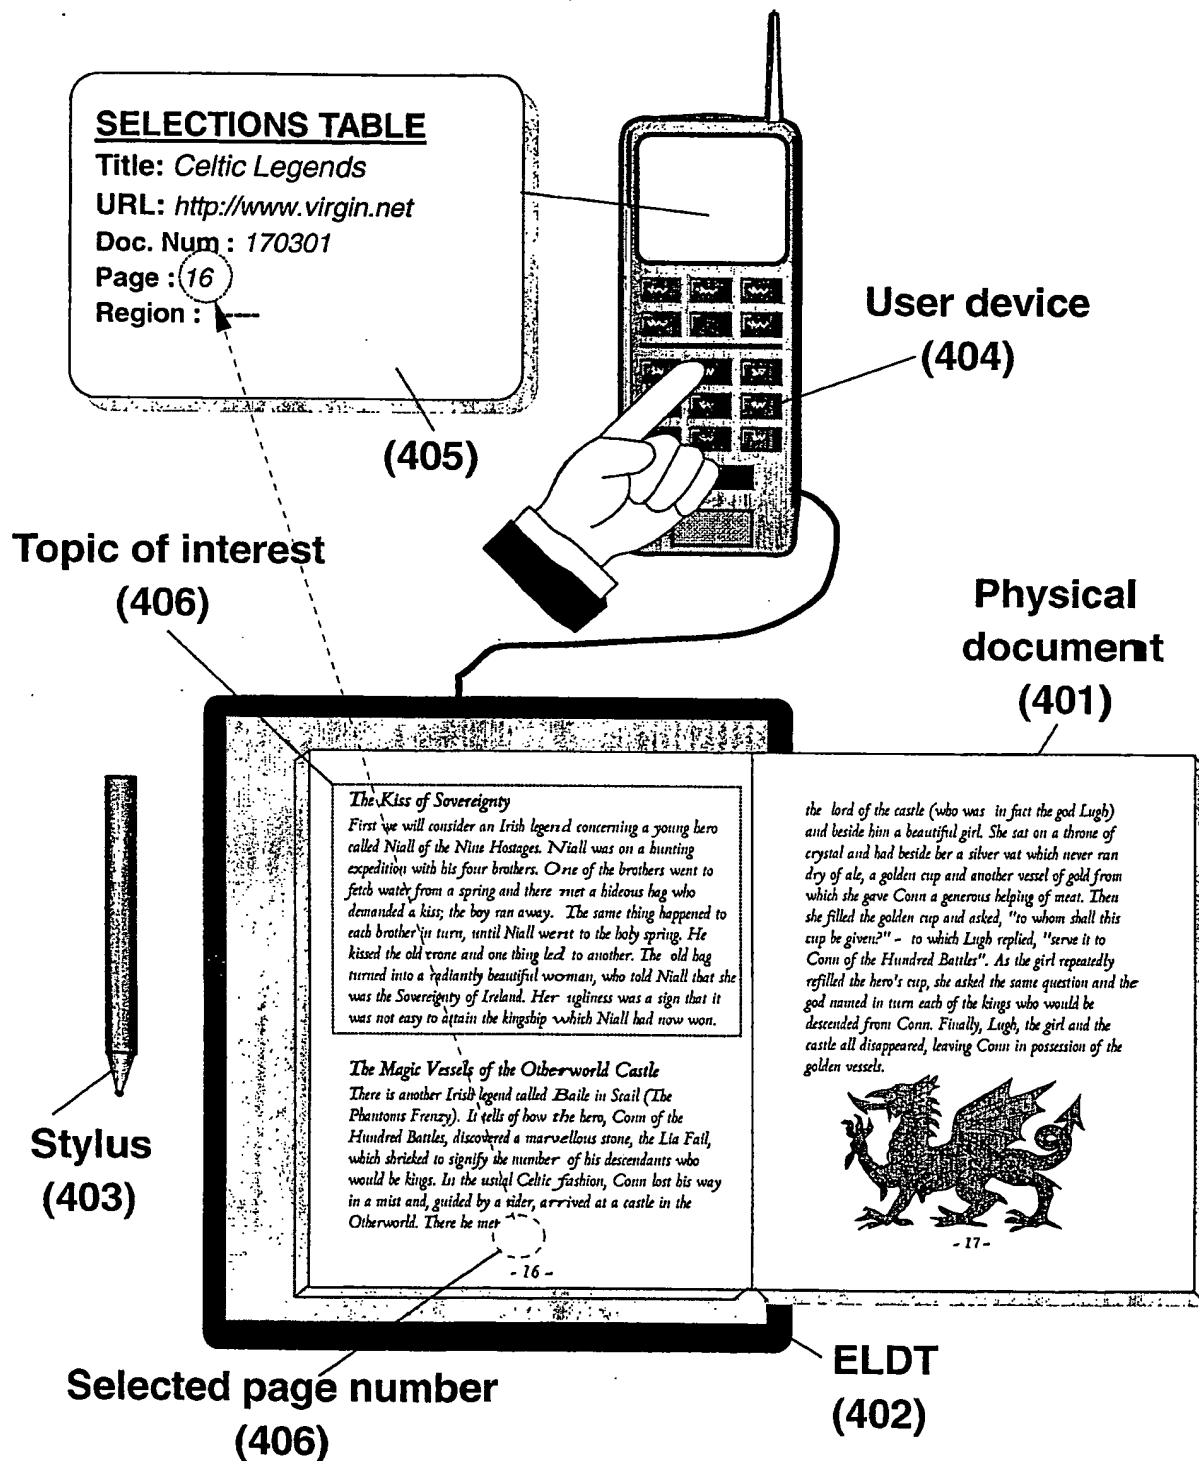 SELECTIONS TABLE
Title: Celtic Legends
URL: http://www.virgin.net
Doc. Num : 170301
Page : 16
Region : ----
(405)
User device
(404)
Topic of interest
(406)
Physical
document
(401)
The Kiss of Sovereignty
First we will consider an Irish legend concerning a young hero
called Niall of the Nine Hostages. Niall was on a hunting
expedition with his four brothers. One of the brothers went to
fetch water from a spring and there met a hideous hag who
demanded a kiss; the boy ran away. The same thing happened to
each brother in turn, until Niall went to the holy spring. He
kissed the old crone and one thing led to another. The old hag
turned into a radiantly beautiful woman, who told Niall that she
was the Sovereignty of Ireland. Her ugliness was a sign that it
was not easy to attain the kingship which Niall had now won.
The Magic Vessels of the Otherworld Castle
There is another Irish legend called Baile in Scail (The
Phantoms Frenzy). It tells of how the hero, Conn of the
Hundred Battles, discovered a marvellous stone, the Lia Fail,
which shrieked to signify the number of his descendants who
would be kings. In the usual Celtic fashion, Conn lost his way
in a mist and, guided by a rider, arrived at a castle in the
Otherworld. There he met
- 16 -
the lord of the castle (who was in fact the god Lugh)
and beside him a beautiful girl. She sat on a throne of
crystal and had beside her a silver vat which never ran
dry of ale, a golden cup and another vessel of gold from
which she gave Conn a generous helping of meat. Then
she filled the golden cup and asked, "to whom shall this
cup be given?" - to which Lugh replied, "serve it to
Conn of the Hundred Battles". As the girl repeatedly
refilled the hero's cup, she asked the same question and the
god named in turn each of the kings who would be
descended from Conn. Finally, Lugh, the girl and the
castle all disappeared, leaving Conn in possession of the
golden vessels.
- 17 -
Stylus
(403)
Selected page number
(406)
ELDT
(402)